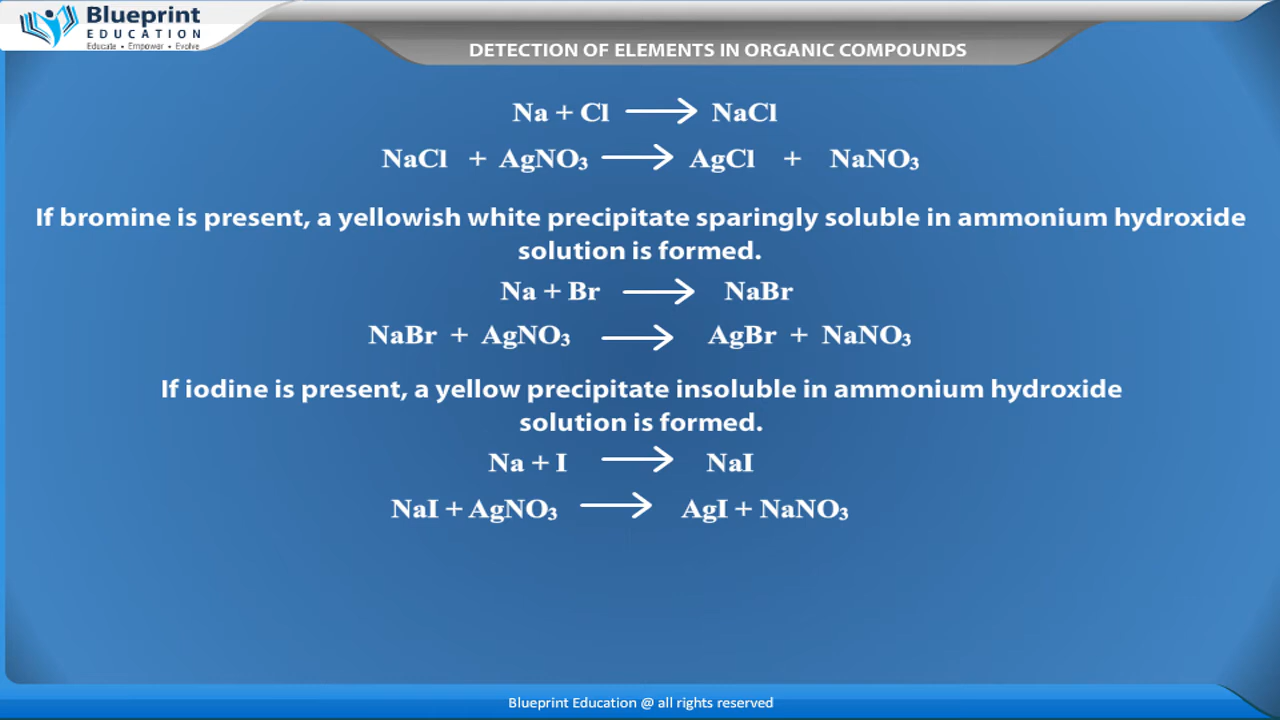 Blueprint
EDUCATION
Educate • Empower • Evolve
DETECTION OF ELEMENTS IN ORGANIC COMPOUNDS
Na + Cl ⟶ NaCl
NaCl + AgNO₃ ⟶ AgCl + NaNO₃
If bromine is present, a yellowish white precipitate sparingly soluble in ammonium hydroxide
solution is formed.
Na + Br ⟶ NaBr
NaBr + AgNO₃ ⟶ AgBr + NaNO₃
If iodine is present, a yellow precipitate insoluble in ammonium hydroxide
solution is formed.
Na + I ⟶ NaI
NaI + AgNO₃ ⟶ AgI + NaNO₃
Blueprint Education @ all rights reserved